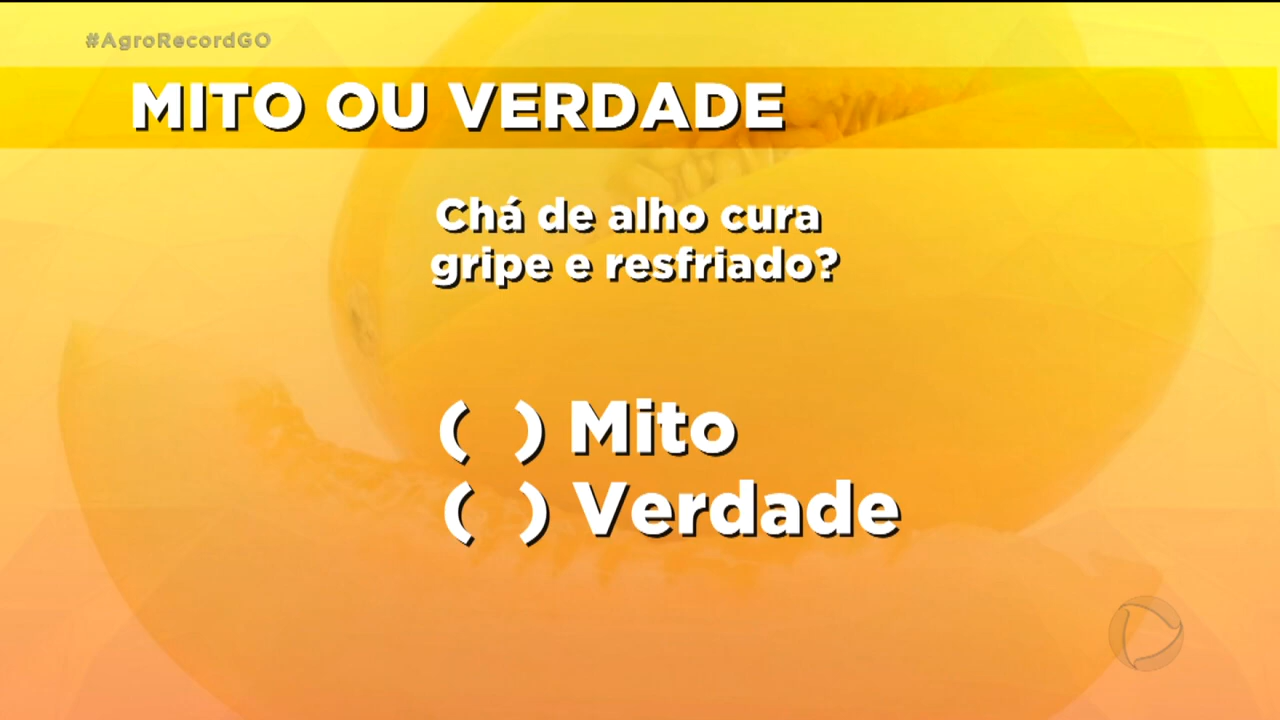 #AgroRecordGO
MITO OU VERDADE
Chá de alho cura
gripe e resfriado?
( ) Mito
( ) Verdade